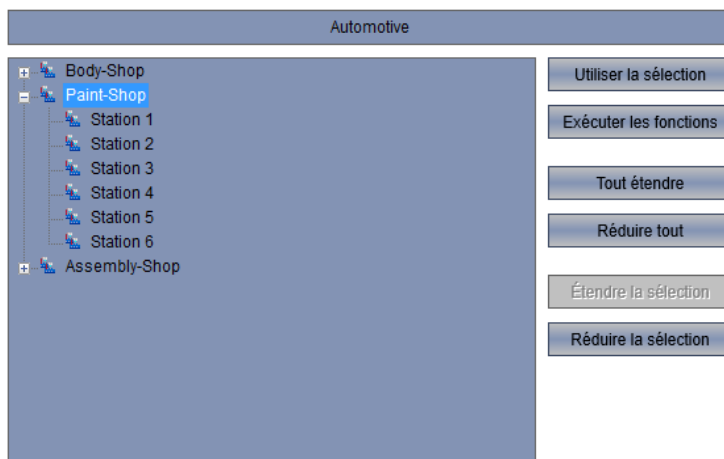 Automotive
Body-Shop
Paint-Shop
Station 1
Station 2
Station 3
Station 4
Station 5
Station 6
Assembly-Shop
Utiliser la sélection
Exécuter les fonctions
Tout étendre
Réduire tout
Étendre la sélection
Réduire la sélection